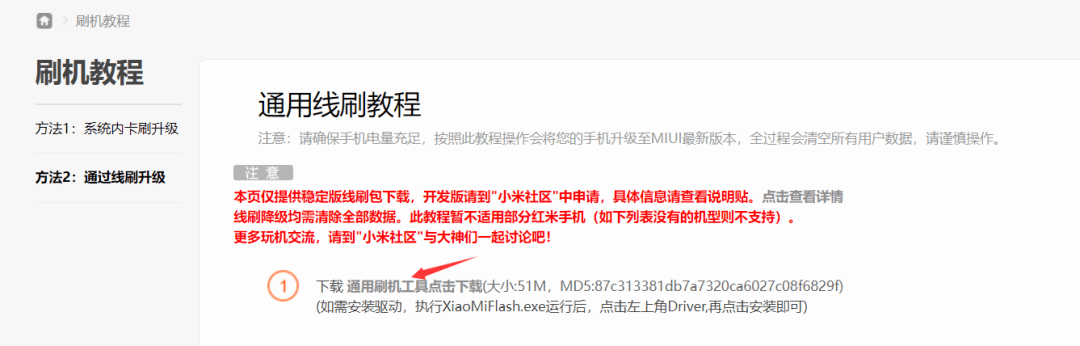 刷机教程
刷机教程
方法1：系统内卡刷升级
方法2：通过线刷升级
通用线刷教程
注意：请确保手机电量充足，按照此教程操作会将您的手机升级至MIUI最新版本，全过程会清空所有用户数据，请谨慎操作。
注 意
本页仅提供稳定版线刷包下载，开发版请到"小米社区"中申请，具体信息请查看说明贴。点击查看详情
线刷降级均需清除全部数据。此教程暂不适用部分红米手机（如下列表没有的机型则不支持）。
更多玩机交流，请到"小米社区"与大神们一起讨论吧！
1
下载 通用刷机工具点击下载(大小:51M，MD5:87c313381db7a7320ca6027c08f6829f)
(如需安装驱动，执行XiaoMiFlash.exe运行后，点击左上角Driver,再点击安装即可)